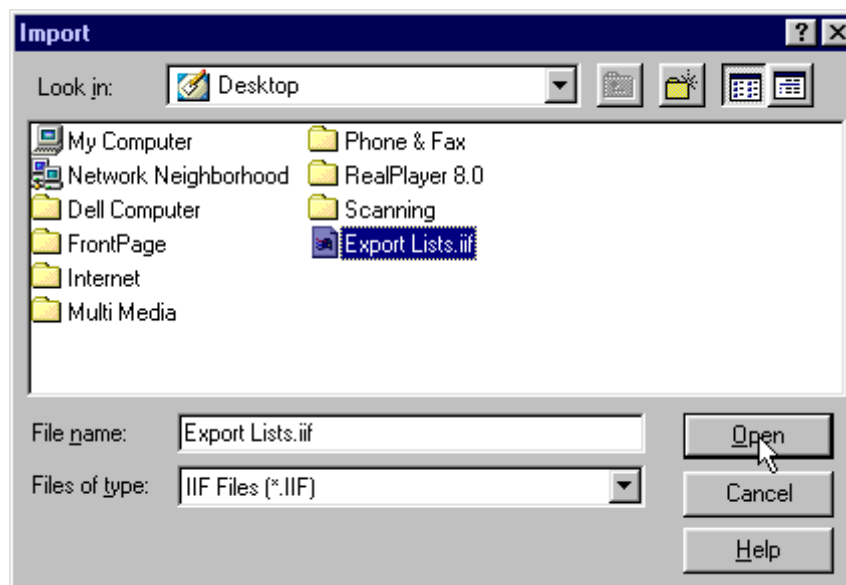 Import
Look in: Desktop
My Computer
Network Neighborhood
Dell Computer
FrontPage
Internet
Multi Media
Phone & Fax
RealPlayer 8.0
Scanning
Export Lists.iif
File name: Export Lists.iif
Open
Files of type: IIF Files (*.IIF)
Cancel
Help